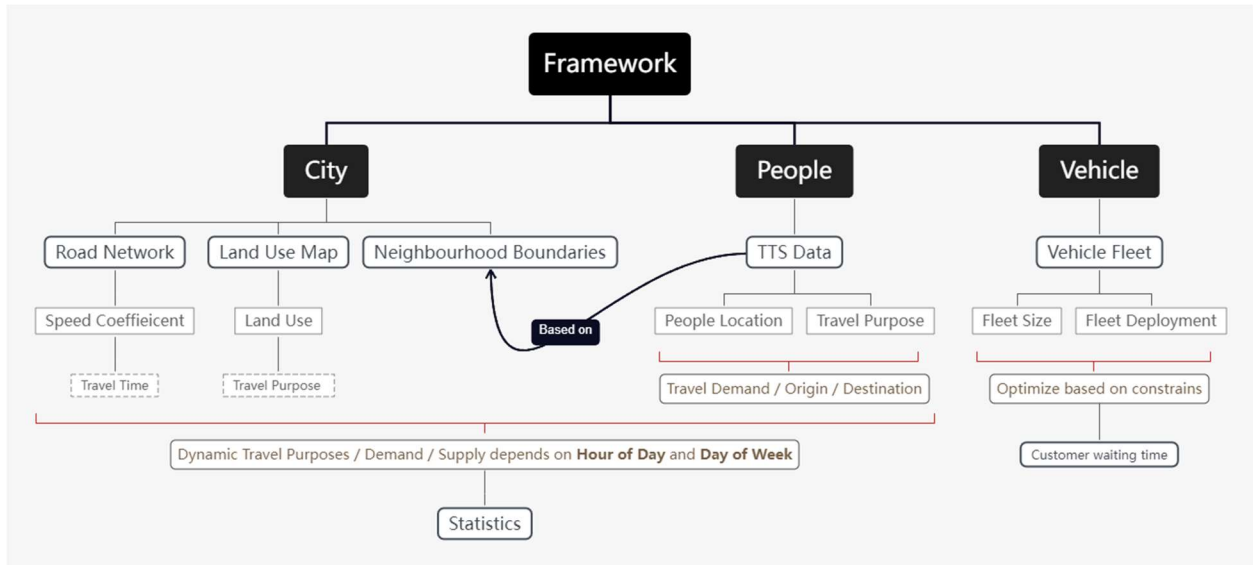 Framework
City
People
Vehicle
Road Network
Land Use Map
Neighbourhood Boundaries
TTS Data
Vehicle Fleet
Speed Coeffieicent
Land Use
Based on
People Location
Travel Purpose
Fleet Size
Fleet Deployment
Travel Time
Travel Purpose
Travel Demand / Origin / Destination
Optimize based on constrains
Dynamic Travel Purposes / Demand / Supply depends on Hour of Day and Day of Week
Customer waiting time
Statistics